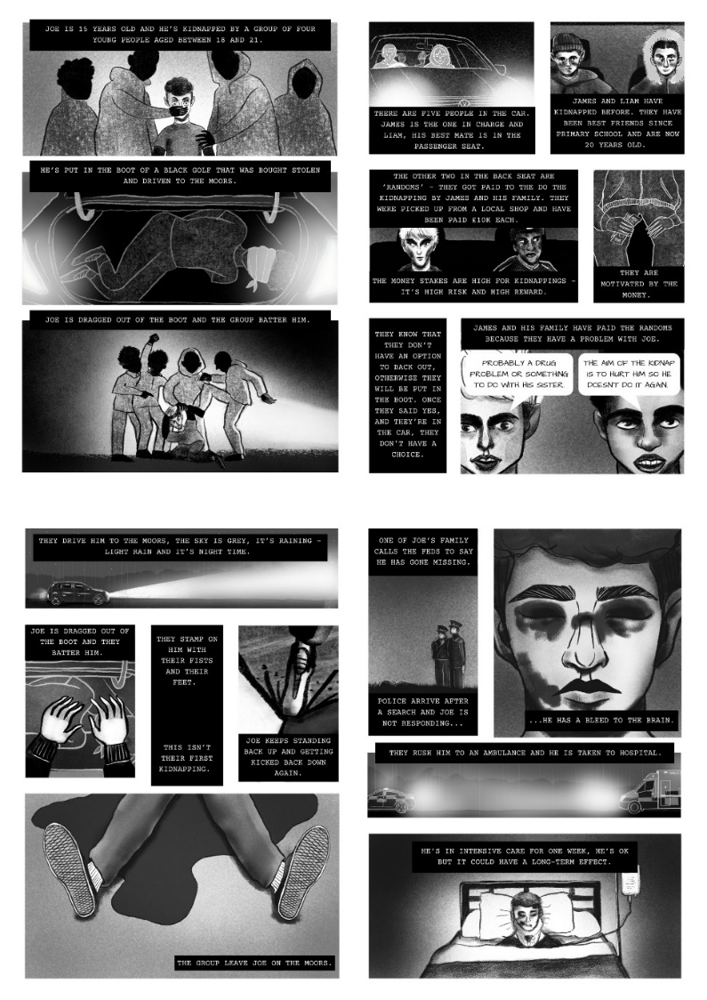 JOE IS 15 YEARS OLD AND HE'S KIDNAPPED BY A GROUP OF FOUR
YOUNG PEOPLE AGED BETWEEN 18 AND 21.
HE'S PUT IN THE BOOT OF A BLACK GOLF THAT WAS BOUGHT STOLEN
AND DRIVEN TO THE MOORS.
JOE IS DRAGGED OUT OF THE BOOT AND THE GROUP BATTER HIM.
THERE ARE FIVE PEOPLE IN THE CAR.
JAMES IS THE ONE IN CHARGE AND
LIAM, HIS BEST MATE IS IN THE
PASSENGER SEAT.
JAMES AND LIAM HAVE
KIDNAPPED BEFORE. THEY HAVE
BEEN BEST FRIENDS SINCE
PRIMARY SCHOOL AND ARE NOW
20 YEARS OLD.
THE OTHER TWO IN THE BACK SEAT ARE
'RANDOMS' - THEY GOT PAID TO THE DO THE
KIDNAPPING BY JAMES AND HIS FAMILY. THEY
WERE PICKED UP FROM A LOCAL SHOP AND HAVE
BEEN PAID £10K EACH.
THE MONEY STAKES ARE HIGH FOR KIDNAPPINGS -
IT'S HIGH RISK AND HIGH REWARD.
THEY ARE
MOTIVATED BY THE
MONEY.
THEY KNOW THAT
THEY DON'T
HAVE AN OPTION
TO BACK OUT,
OTHERWISE THEY
WILL BE PUT IN
THE BOOT. ONCE
THEY SAID YES,
AND THEY'RE IN
THE CAR, THEY
DON'T HAVE A
CHOICE.
JAMES AND HIS FAMILY HAVE PAID THE RANDOMS
BECAUSE THEY HAVE A PROBLEM WITH JOE.
PROBABLY A DRUG
PROBLEM OR SOMETHING
TO DO WITH HIS SISTER.
THE AIM OF THE KIDNAP
IS TO HURT HIM SO HE
DOESN'T DO IT AGAIN.
THEY DRIVE HIM TO THE MOORS, THE SKY IS GREY, IT'S RAINING -
LIGHT RAIN AND IT'S NIGHT TIME.
JOE IS DRAGGED OUT OF
THE BOOT AND THEY
BATTER HIM.
THEY STAMP ON
HIM WITH
THEIR FISTS
AND THEIR
FEET.
THIS ISN'T
THEIR FIRST
KIDNAPPING.
JOE KEEPS STANDING
BACK UP AND GETTING
KICKED BACK DOWN
AGAIN.
THE GROUP LEAVE JOE ON THE MOORS.
ONE OF JOE'S FAMILY
CALLS THE FEDS TO SAY
HE HAS GONE MISSING.
POLICE ARRIVE AFTER
A SEARCH AND JOE IS
NOT RESPONDING...
...HE HAS A BLEED TO THE BRAIN.
THEY RUSH HIM TO AN AMBULANCE AND HE IS TAKEN TO HOSPITAL.
HE'S IN INTENSIVE CARE FOR ONE WEEK, HE'S OK
BUT IT COULD HAVE A LONG-TERM EFFECT.